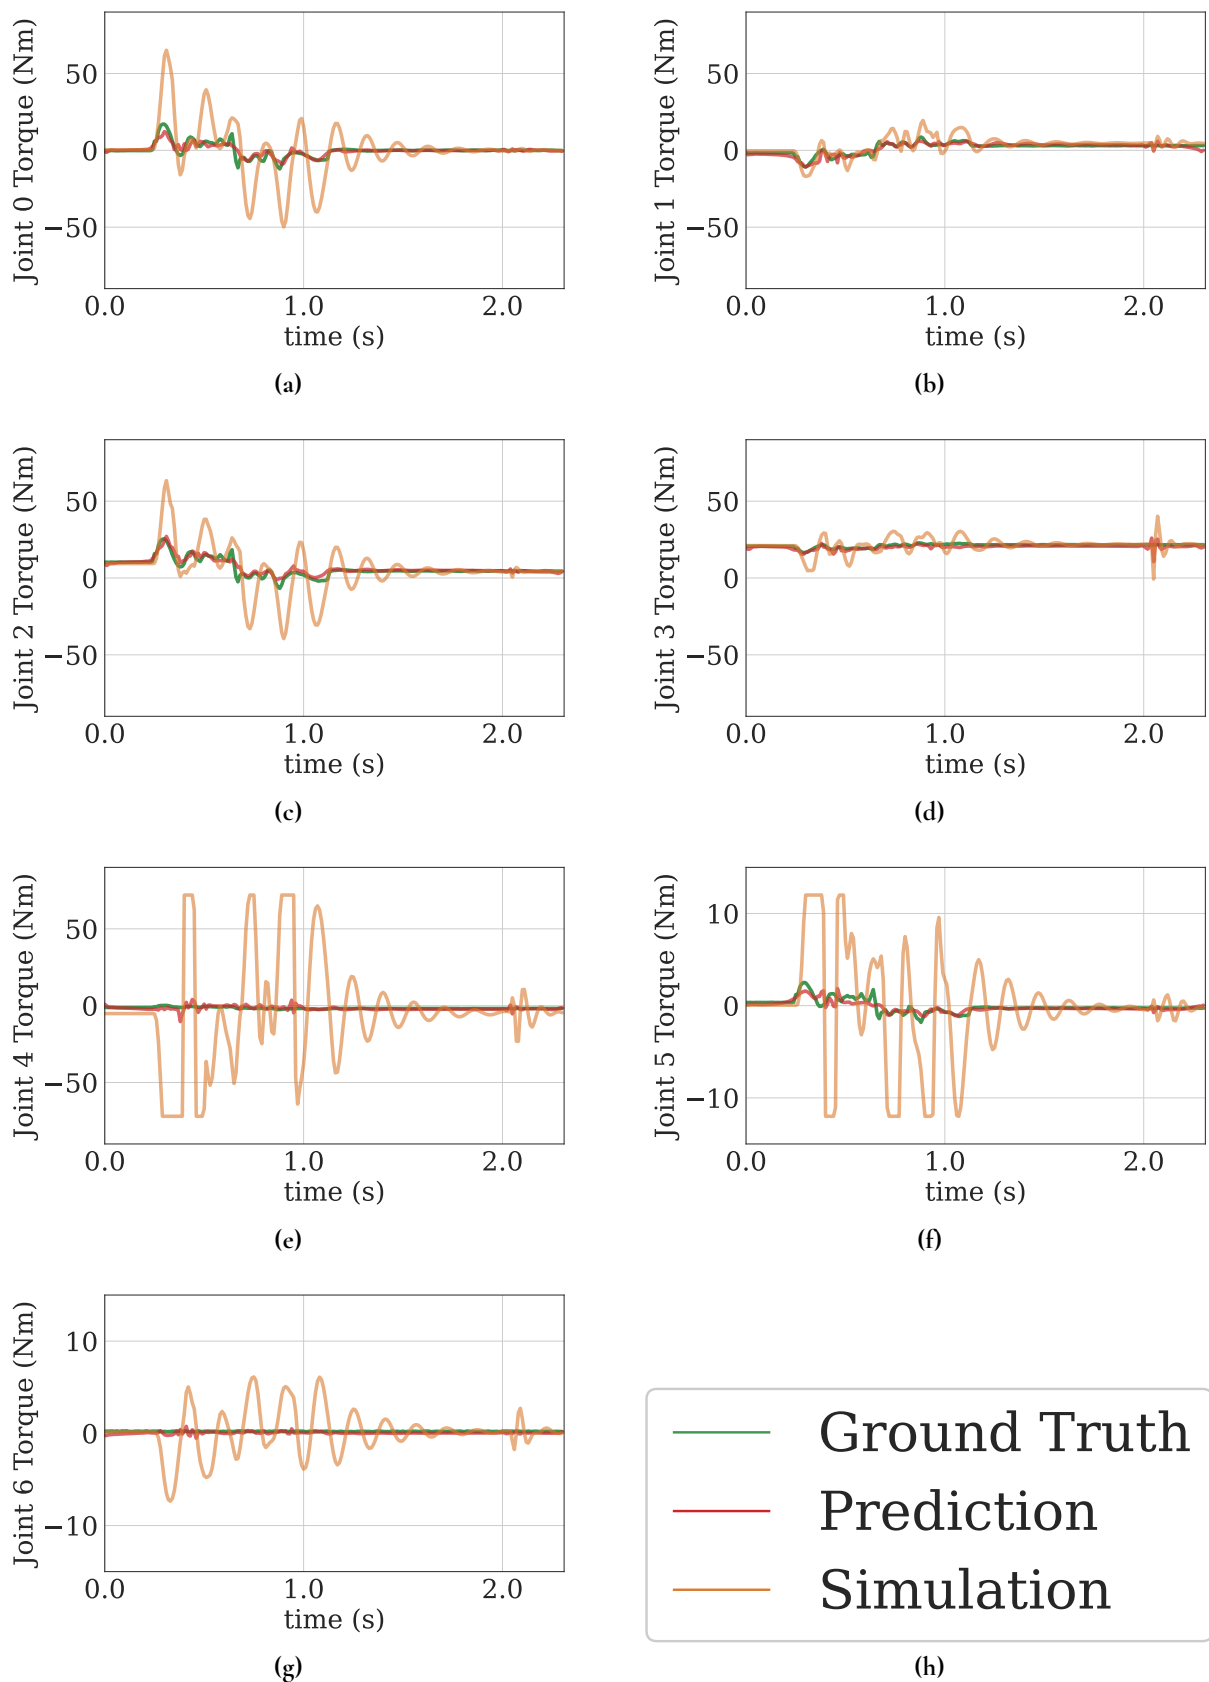 Joint 0 Torque (Nm)
50
0
−50
0.0 1.0 2.0
time (s)
(a)
Joint 1 Torque (Nm)
50
0
−50
0.0 1.0 2.0
time (s)
(b)
Joint 2 Torque (Nm)
50
0
−50
0.0 1.0 2.0
time (s)
(c)
Joint 3 Torque (Nm)
50
0
−50
0.0 1.0 2.0
time (s)
(d)
Joint 4 Torque (Nm)
50
0
−50
0.0 1.0 2.0
time (s)
(e)
Joint 5 Torque (Nm)
10
0
−10
0.0 1.0 2.0
time (s)
(f)
Joint 6 Torque (Nm)
10
0
−10
0.0 1.0 2.0
time (s)
(g)
Ground Truth
Prediction
Simulation
(h)